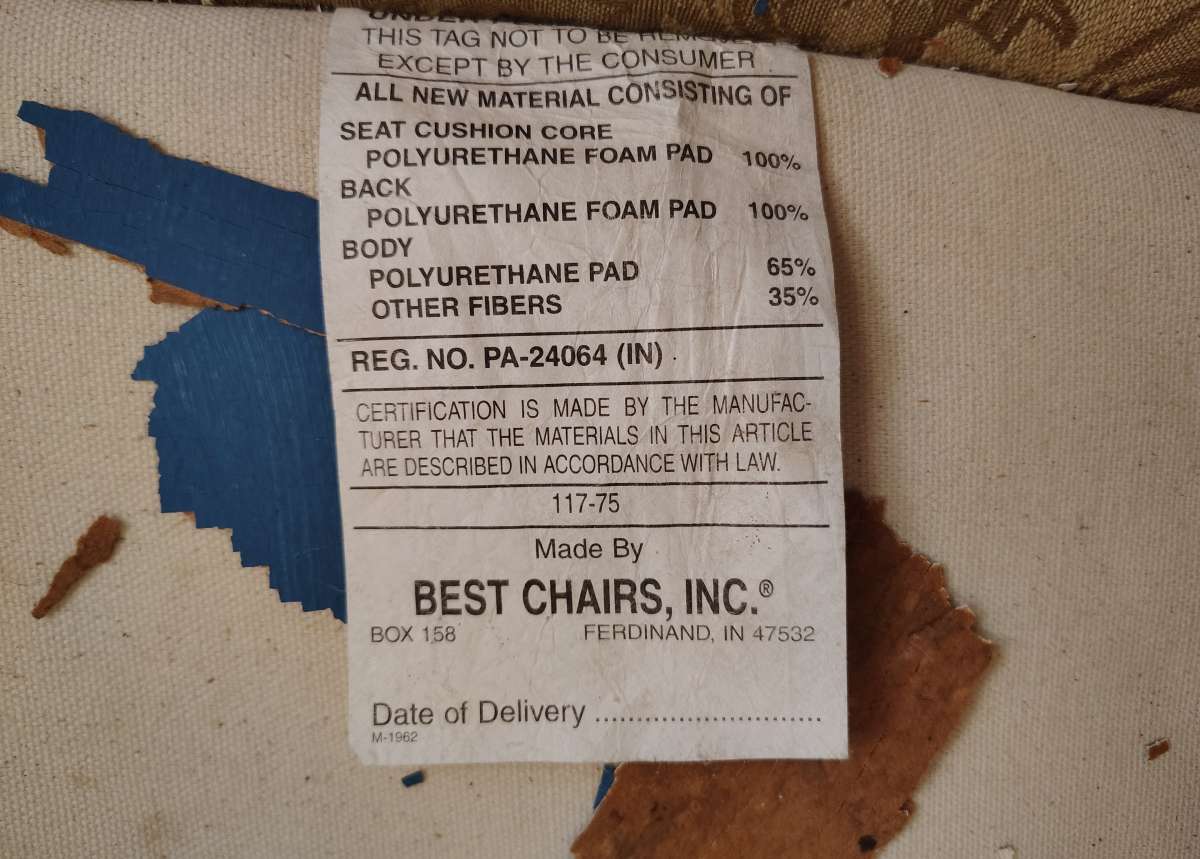 UNDER
THIS TAG NOT TO BE REMOVED
EXCEPT BY THE CONSUMER
ALL NEW MATERIAL CONSISTING OF
SEAT CUSHION CORE
POLYURETHANE FOAM PAD 100%
BACK
POLYURETHANE FOAM PAD 100%
BODY
POLYURETHANE PAD 65%
OTHER FIBERS 35%
REG. NO. PA-24064 (IN)
CERTIFICATION IS MADE BY THE MANUFAC-
TURER THAT THE MATERIALS IN THIS ARTICLE
ARE DESCRIBED IN ACCORDANCE WITH LAW.
117-75
Made By
BEST CHAIRS, INC.®
BOX 158 FERDINAND, IN 47532
Date of Delivery ............................
M-1962